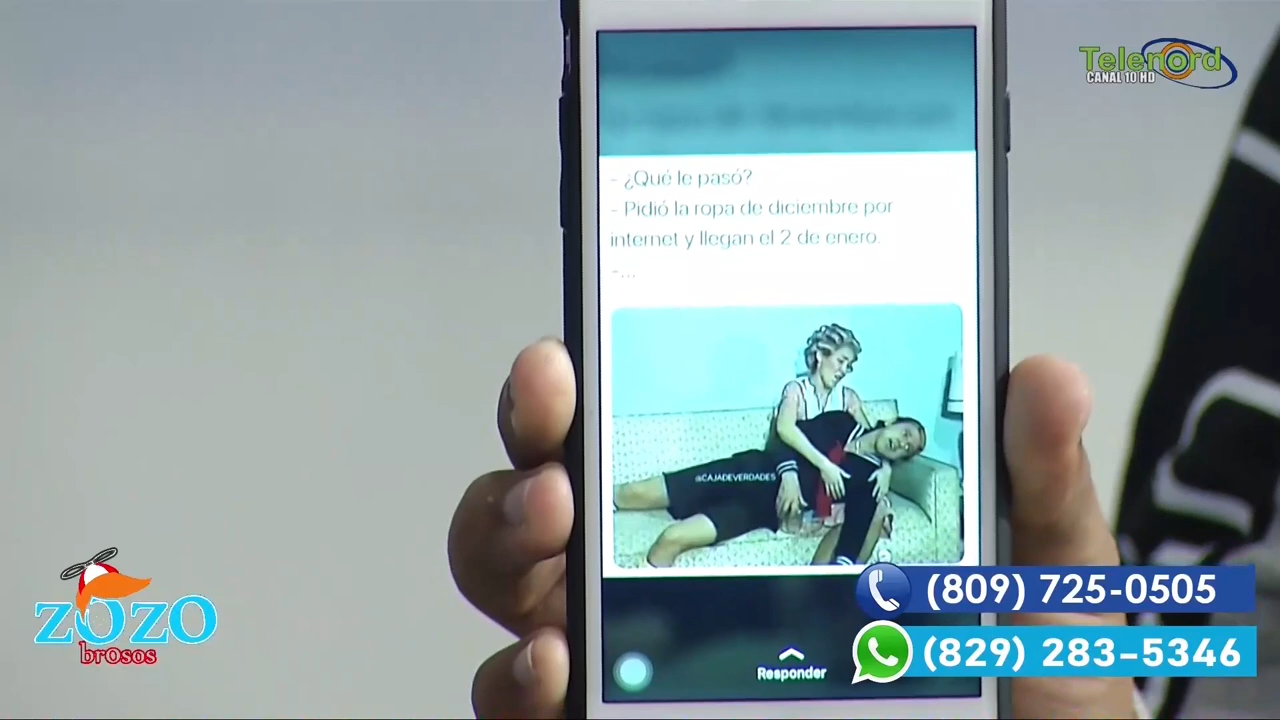 Telenord
CANAL 10 HD
- ¿Qué le pasó?
- Pidió la ropa de diciembre por
internet y llegan el 2 de enero.
-...
@CAJADEVERDADES
(809) 725-0505
(829) 283-5346
Responder
zozo
brosos